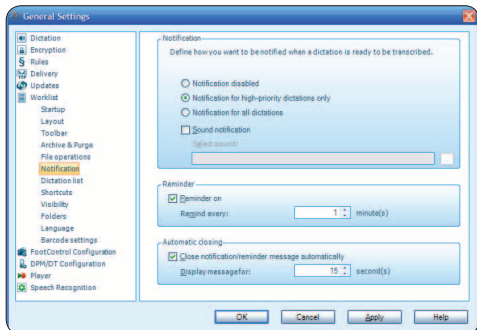 General Settings
Dictation
Encryption
Rules
Delivery
Updates
Worklist
Startup
Layout
Toolbar
Archive & Purge
File operations
Notification
Dictation list
Shortcuts
Visibility
Folders
Language
Barcode settings
FootControl Configuration
DPM/DT Configuration
Player
Speech Recognition
Notification
Define how you want to be notified when a dictation is ready to be transcribed.
Notification disabled
Notification for high-priority dictations only
Notification for all dictations
Sound notification
Select sound:
Reminder
Reminder on
Remind every: 1 minute(s)
Automatic closing
Close notification/reminder message automatically
Display message for: 15 second(s)
OK Cancel Apply Help